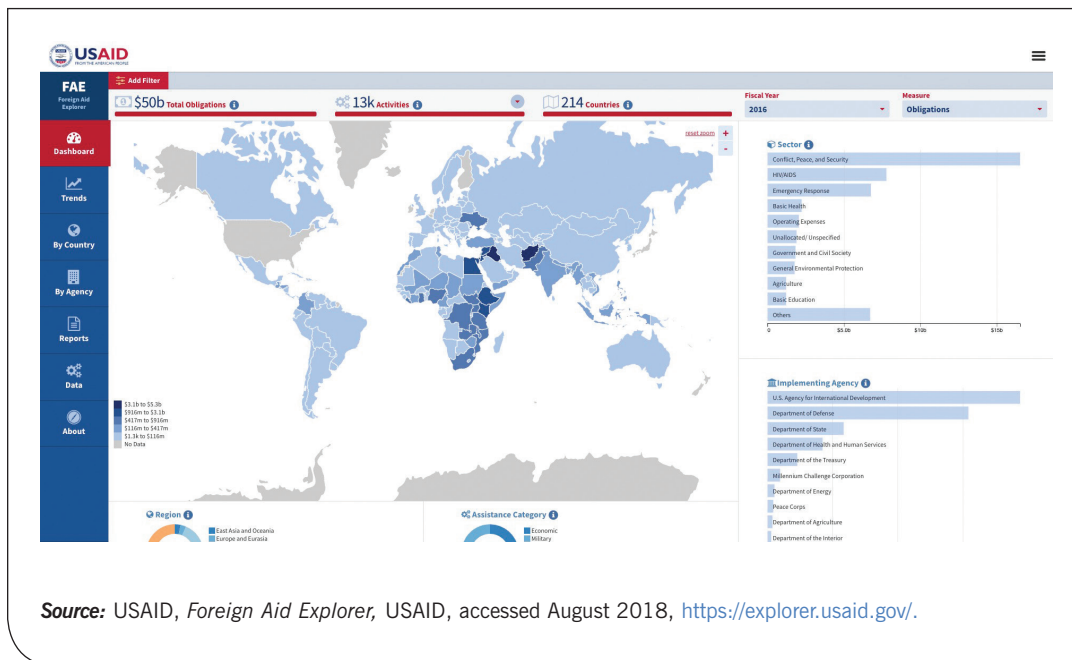 USAID
FROM THE AMERICAN PEOPLE
FAE
Foreign Aid
Explorer
Add Filter
$50b Total Obligations
13k Activities
214 Countries
Fiscal Year
2016
Measure
Obligations
Dashboard
Trends
By Country
By Agency
Reports
Data
About
reset zoom
+
-
$3.1b to $5.3b
$916m to $3.1b
$417m to $916m
$116m to $417m
$1.3k to $116m
No Data
Sector
Conflict, Peace, and Security
HIV/AIDS
Emergency Response
Basic Health
Operating Expenses
Unallocated/ Unspecified
Government and Civil Society
General Environmental Protection
Agriculture
Basic Education
Others
0 $5.0b $10b $15b
Implementing Agency
U.S. Agency for International Development
Department of Defense
Department of State
Department of Health and Human Services
Department of the Treasury
Millennium Challenge Corporation
Department of Energy
Peace Corps
Department of Agriculture
Department of the Interior
Region
East Asia and Oceania
Europe and Eurasia
Assistance Category
Economic
Military
Source: USAID, Foreign Aid Explorer, USAID, accessed August 2018, https://explorer.usaid.gov/.